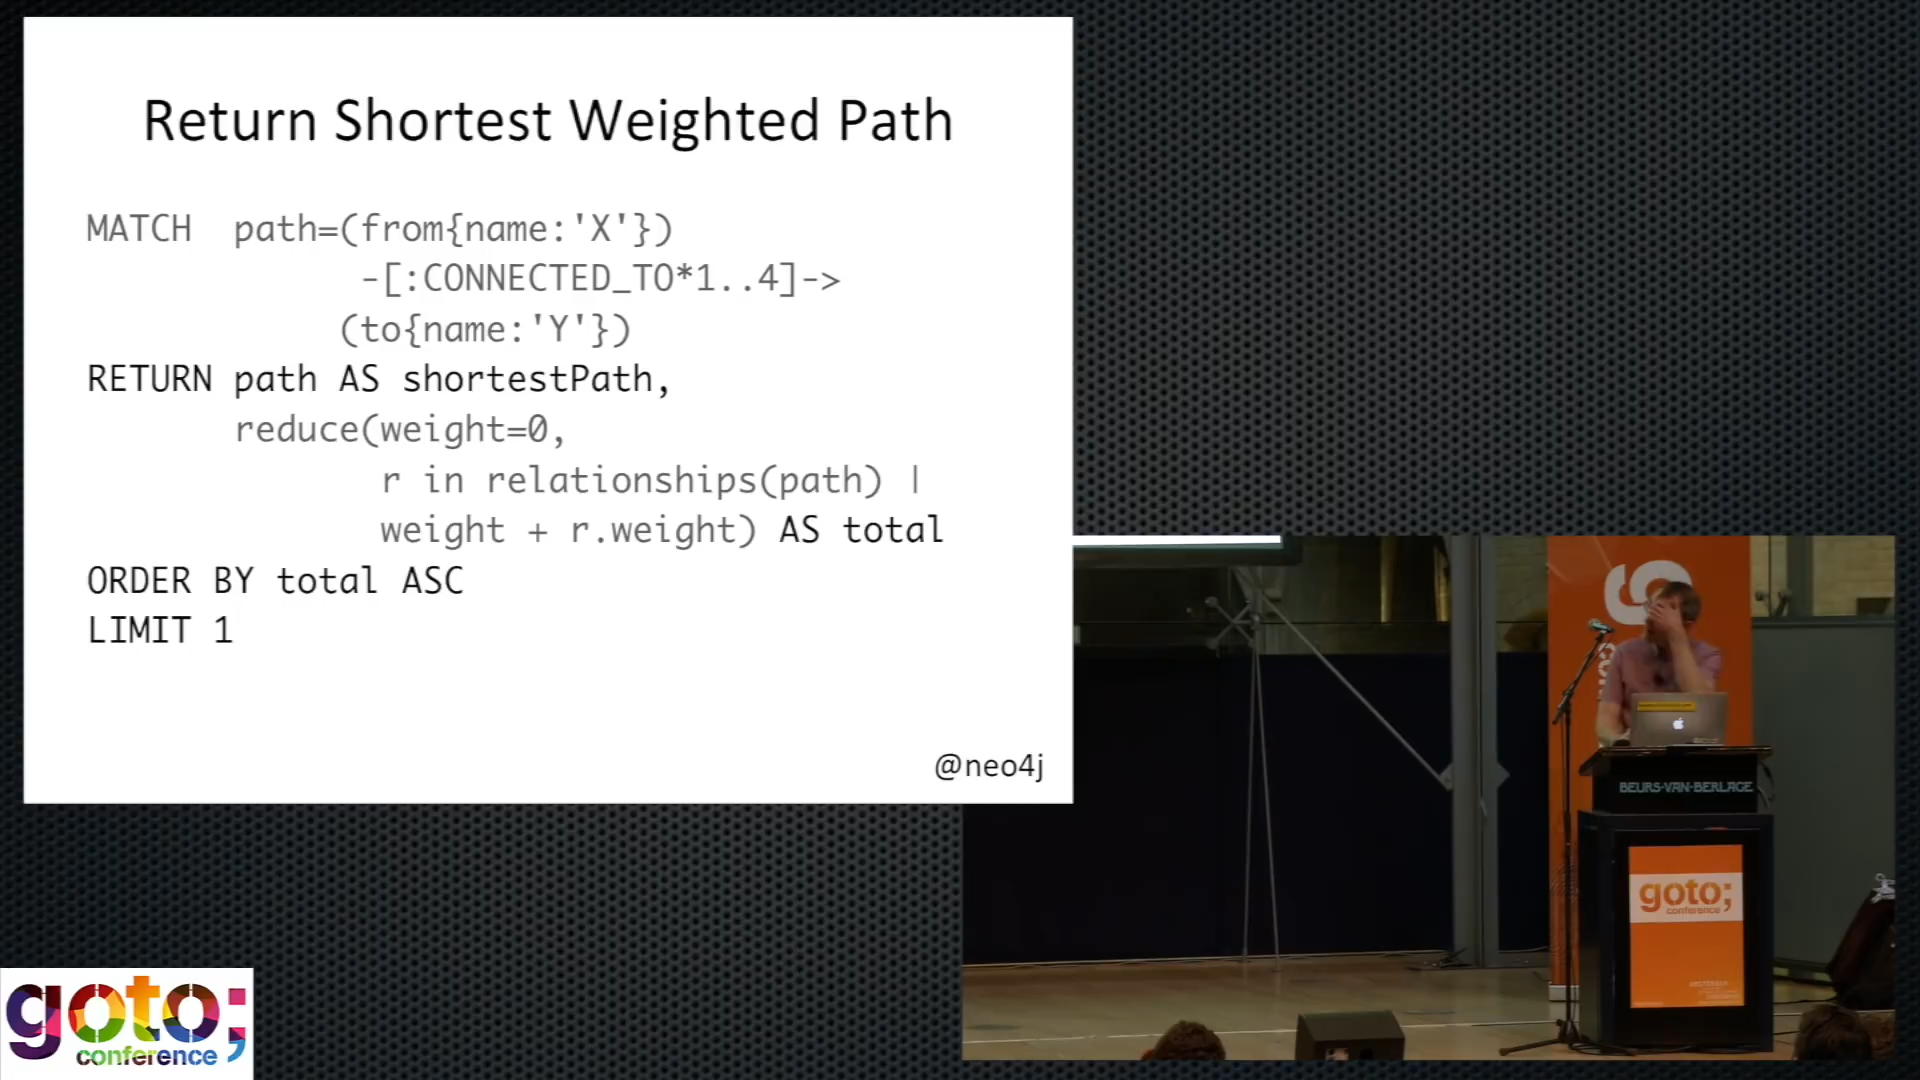 Return Shortest Weighted Path
MATCH path=(from{name:'X'})
-[:CONNECTED_TO*1..4]->
(to{name:'Y'})
RETURN path AS shortestPath,
reduce(weight=0,
r in relationships(path) |
weight + r.weight) AS total
ORDER BY total ASC
LIMIT 1
@neo4j
BEURS-VAN-BERLAGE
goto;
conference
goto;
conference